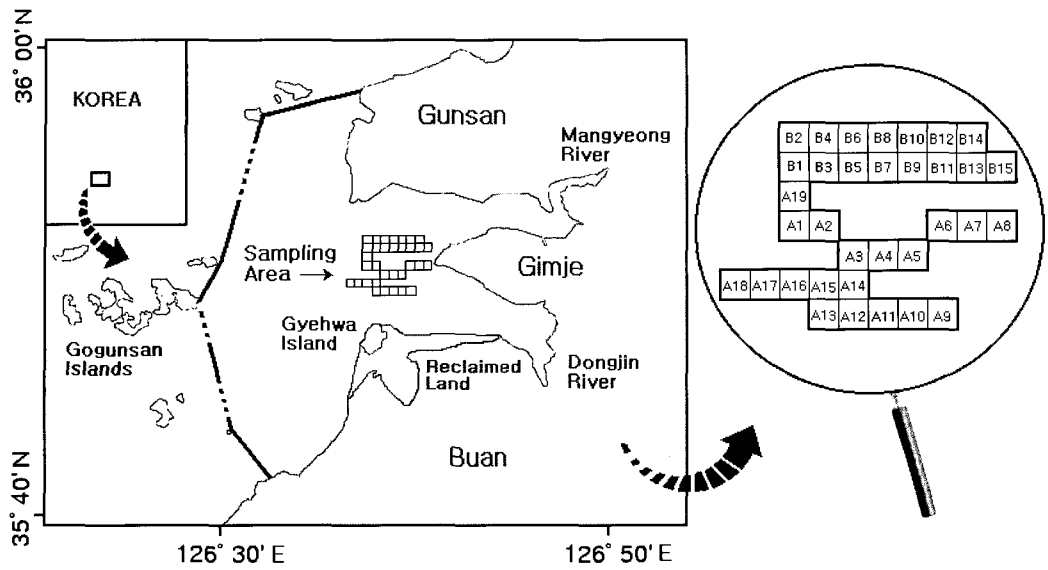 36° 00' N
KOREA
Gunsan
Mangyeong
River
Sampling
Area →
Gimje
Gyehwa
Island
Gogunsan
Islands
Reclaimed
Land
Dongjin
River
Buan
35° 40' N
126° 30' E
126° 50' E
B2 B4 B6 B8 B10 B12 B14
B1 B3 B5 B7 B9 B11 B13 B15
A19
A1 A2 A6 A7 A8
A3 A4 A5
A18 A17 A16 A15 A14
A13 A12 A11 A10 A9